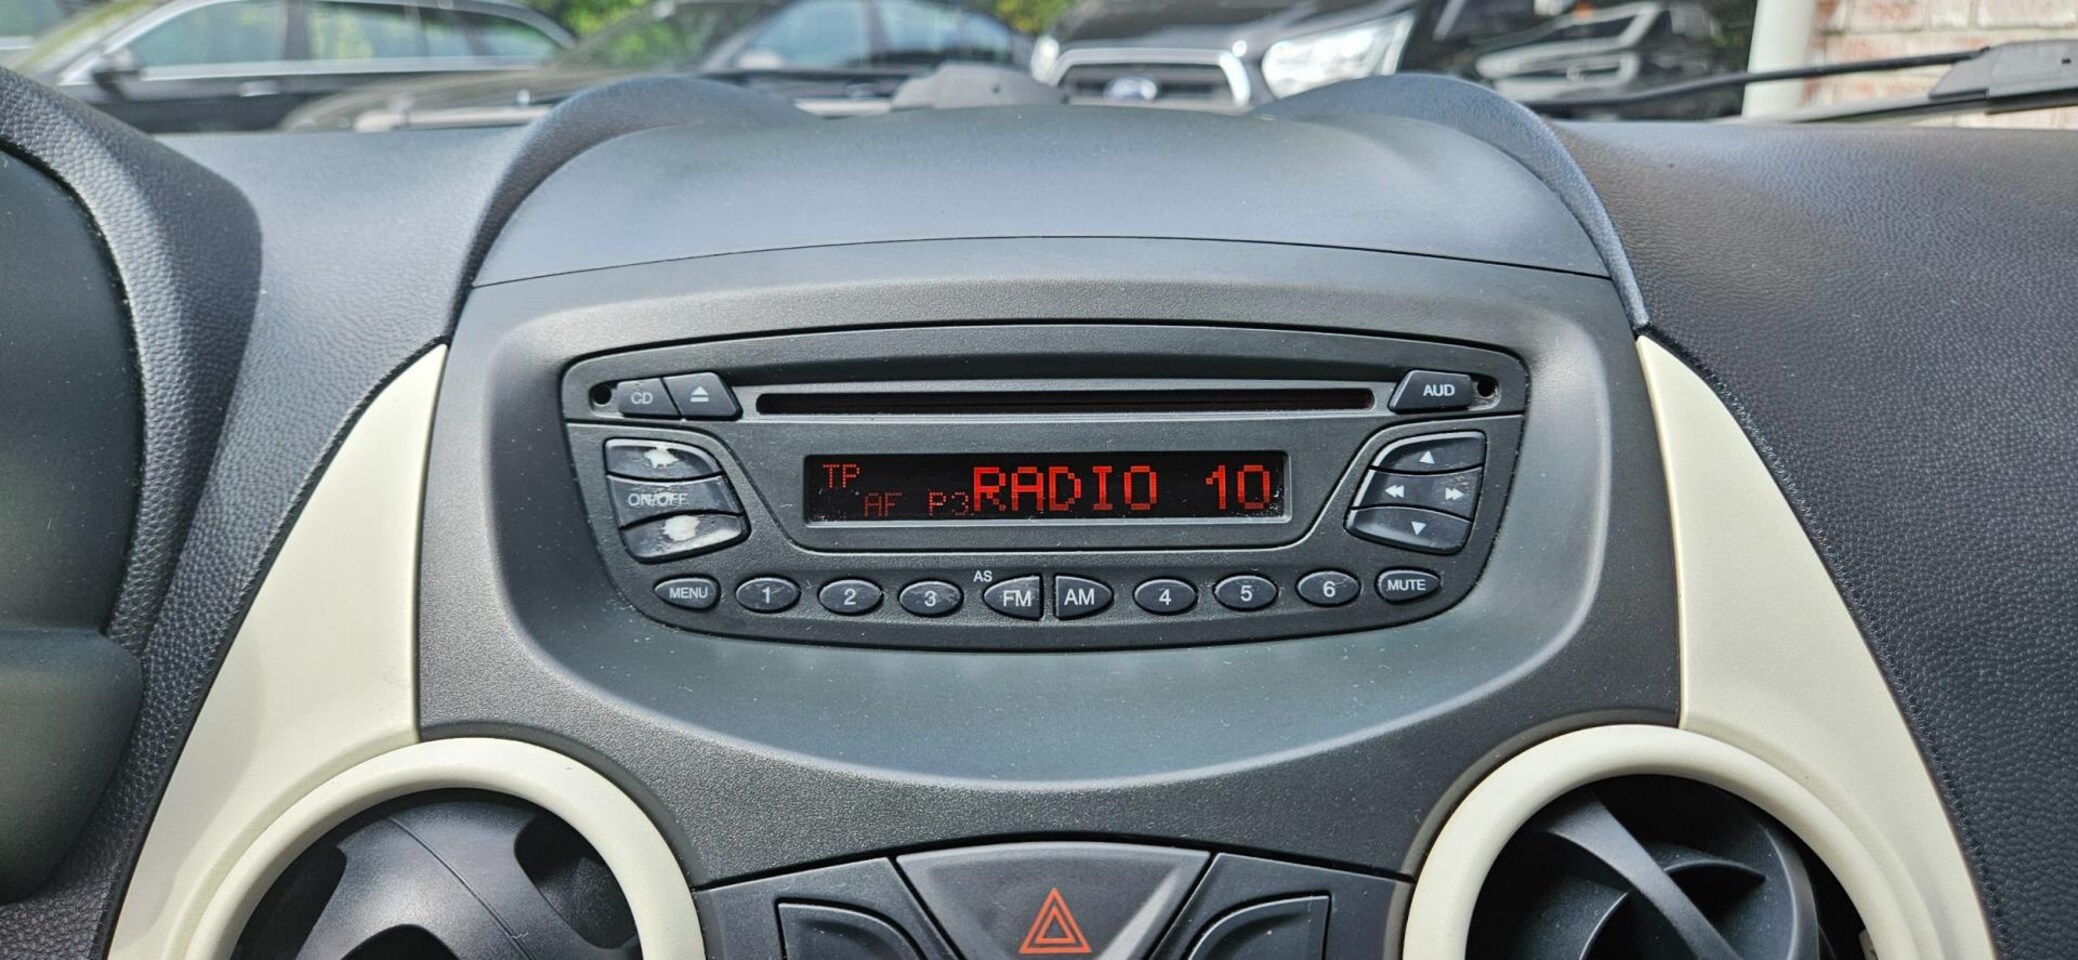 CD
AUD
TP
AF P3 RADIO 10
ON/OFF
AS
MENU 1 2 3 FM AM 4 5 6 MUTE